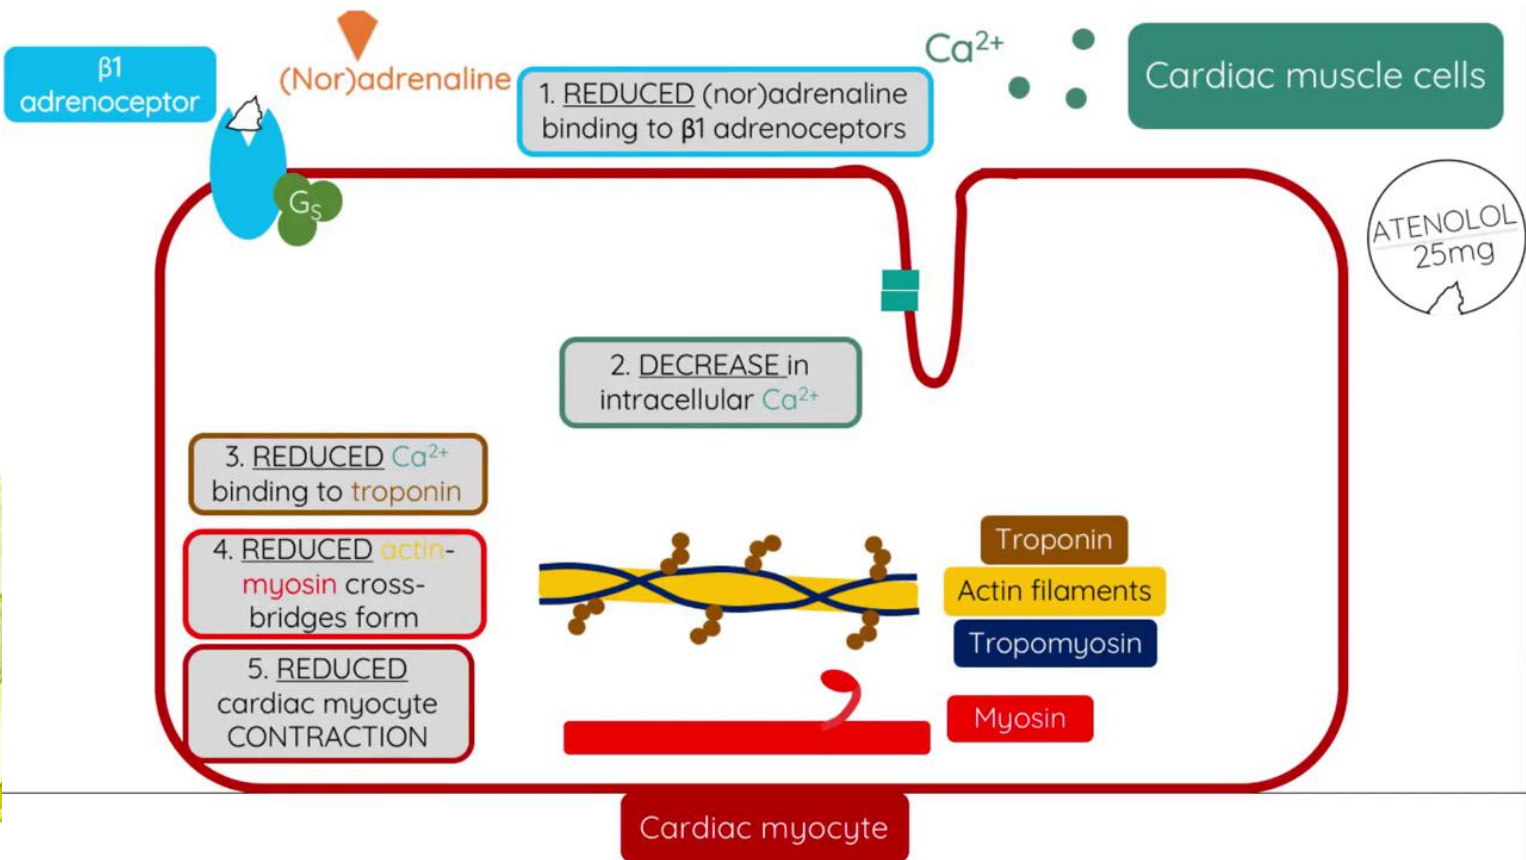 β1
adrenoceptor
(Nor)adrenaline
1. REDUCED (nor)adrenaline
binding to β1 adrenoceptors
Ca²⁺
Cardiac muscle cells
Gₛ
ATENOLOL
25mg
2. DECREASE in
intracellular Ca²⁺
3. REDUCED Ca²⁺
binding to troponin
4. REDUCED actin-
myosin cross-
bridges form
5. REDUCED
cardiac myocyte
CONTRACTION
Troponin
Actin filaments
Tropomyosin
Myosin
Cardiac myocyte